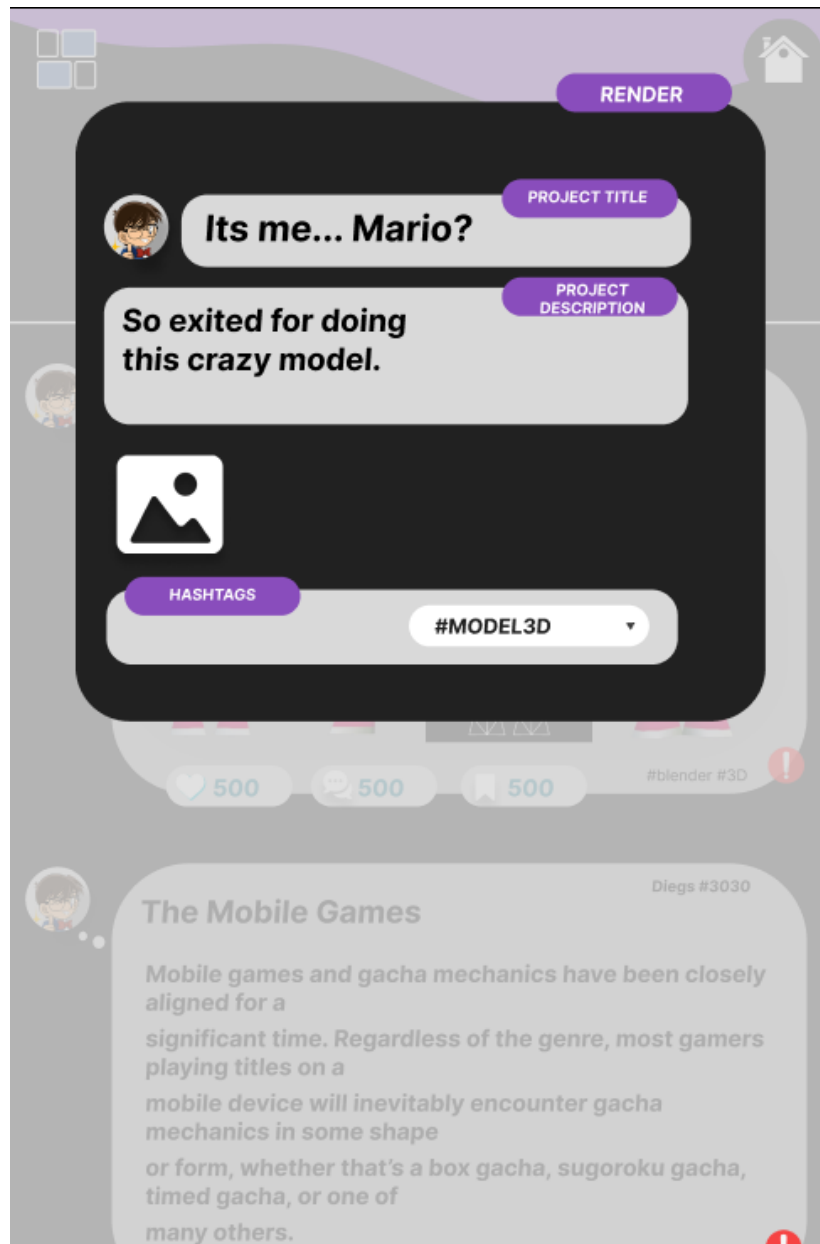 RENDER
PROJECT TITLE
Its me... Mario?
PROJECT
DESCRIPTION
So exited for doing
this crazy model.
HASHTAGS
#MODEL3D
500
500
500
#blender #3D
Diegs #3030
The Mobile Games
Mobile games and gacha mechanics have been closely
aligned for a
significant time. Regardless of the genre, most gamers
playing titles on a
mobile device will inevitably encounter gacha
mechanics in some shape
or form, whether that’s a box gacha, sugoroku gacha,
timed gacha, or one of
many others.